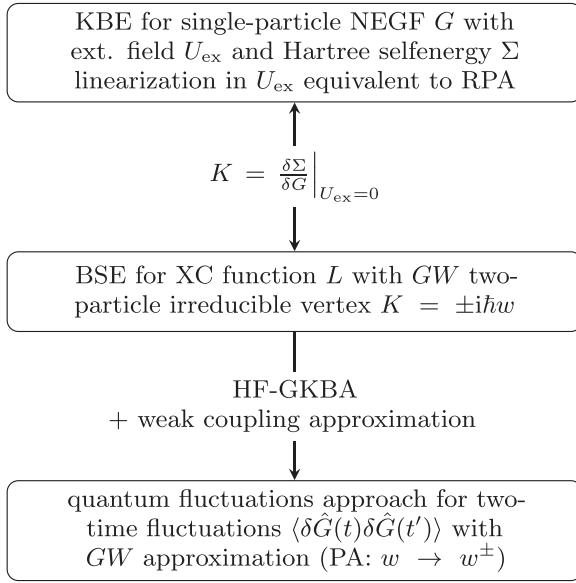 KBE for single-particle NEGF G with
ext. field U_ex and Hartree selfenergy Σ
linearization in U_ex equivalent to RPA
K = δΣ/δG|_{U_ex=0}
BSE for XC function L with GW two-
particle irreducible vertex K = ±iℏw
HF-GKBA
+ weak coupling approximation
quantum fluctuations approach for two-
time fluctuations ⟨δĜ(t)δĜ(t′)⟩ with
GW approximation (PA: w → w^±)